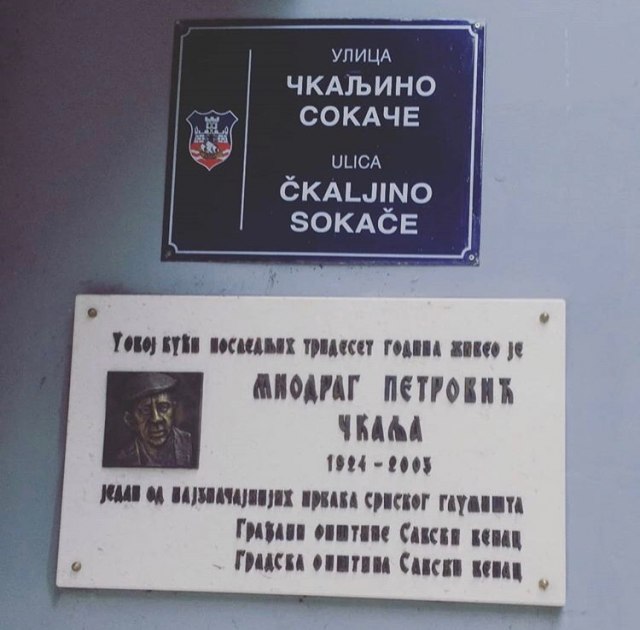 УЛИЦА
ЧКАЉИНО
СОКАЧЕ
ULICA
ČKALJINO
SOKAČE
У овој кући последњих тридесет година живео је
МИОДРАГ ПЕТРОВИЋ
ЧКАЉА
1924 - 2003
један од најзначајнијих првака српског глумишта
Грађани општине Савски венац
Градска општина Савски венац